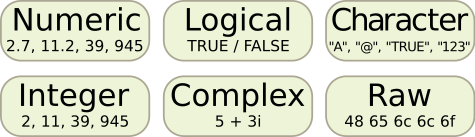 Numeric
2.7, 11.2, 39, 945
Logical
TRUE / FALSE
Character
"A", "@", "TRUE", "123"
Integer
2, 11, 39, 945
Complex
5 + 3i
Raw
48 65 6c 6c 6f